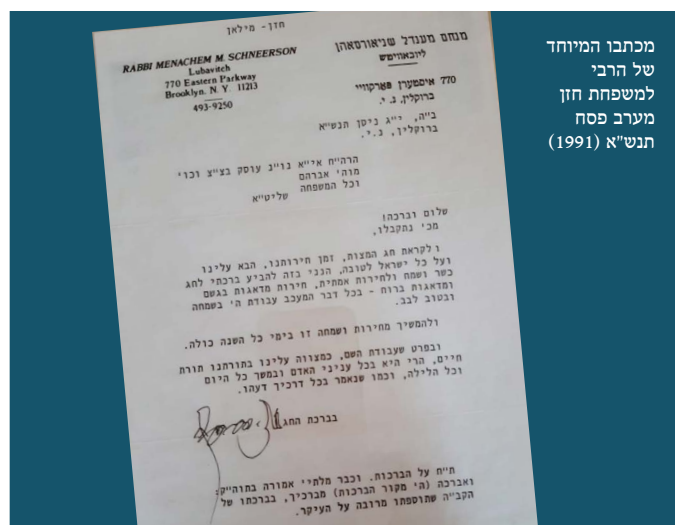 מכתבו המיוחד
של הרבי
למשפחת חזן
מערב פסח
תנש"א (1991)
חזן- מילאן
RABBI MENACHEM M. SCHNEERSON
Lubavitch
770 Eastern Parkway
Brooklyn. N. Y. 11213
493-9250
מנחם מענדל שניאורסאהן
ליובאוויטש
770 איסטערן פארקוויי
ברוקלין, נ. י.
ב"ה, י"ג ניסן תנש"א
ברוקלין, נ.י.
הרה"ח אי"א נו"נ עוסק בצ"צ וכו'
מוה' אברהם
וכל המשפחה שליט"א
שלום וברכה!
מכ' נתקבלו,
ו לקראת חג המצות, זמן חירותנו, הבא עלינו
ועל כל ישראל לטובה, הנני בזה להביע ברכתי לחג
כשר ושמח ולחירות אמתית, חירות מדאגות בגשם
ומדאגות ברוח - בכל דבר המעכב עבודת ה' בשמחה
ובטוב לבב.
ולהמשיך מחירות ושמחה זו בימי כל השנה כולה.
ובפרט שעבודת השם, כמצווה עלינו בתורתנו תורת
חיים, הרי היא בכל עניני האדם ובמשך כל היום
וכל הלילה, וכמו שנאמר בכל דרכיך דעהו.
בברכת החג
ת"ח על הברכות. וכבר מלתי' אמורה בתוה"ק:
ואברכה (ה' מקור הברכות) מברכיך, בברכתו של
הקב"ה שתוספתו מרובה על העיקר.